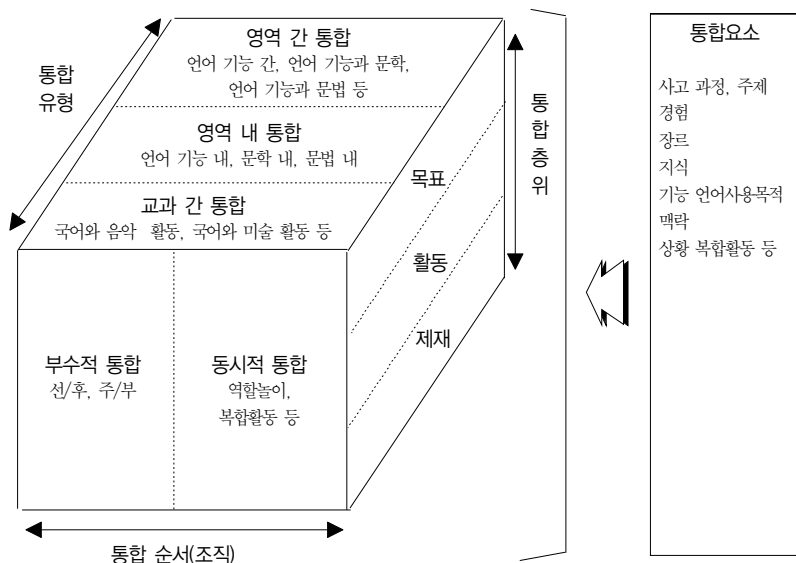 통합
유형
영역 간 통합
언어 기능 간, 언어 기능과 문학,
언어 기능과 문법 등
영역 내 통합
언어 기능 내, 문학 내, 문법 내
교과 간 통합
국어와 음악 활동, 국어와 미술 활동 등
통
합
층
위
목표
활동
제재
부수적 통합
선/후, 주/부
동시적 통합
역할놀이,
복합활동 등
통합 순서(조직)
통합요소
사고 과정, 주제
경험
장르
지식
기능 언어사용목적
맥락
상황 복합활동 등